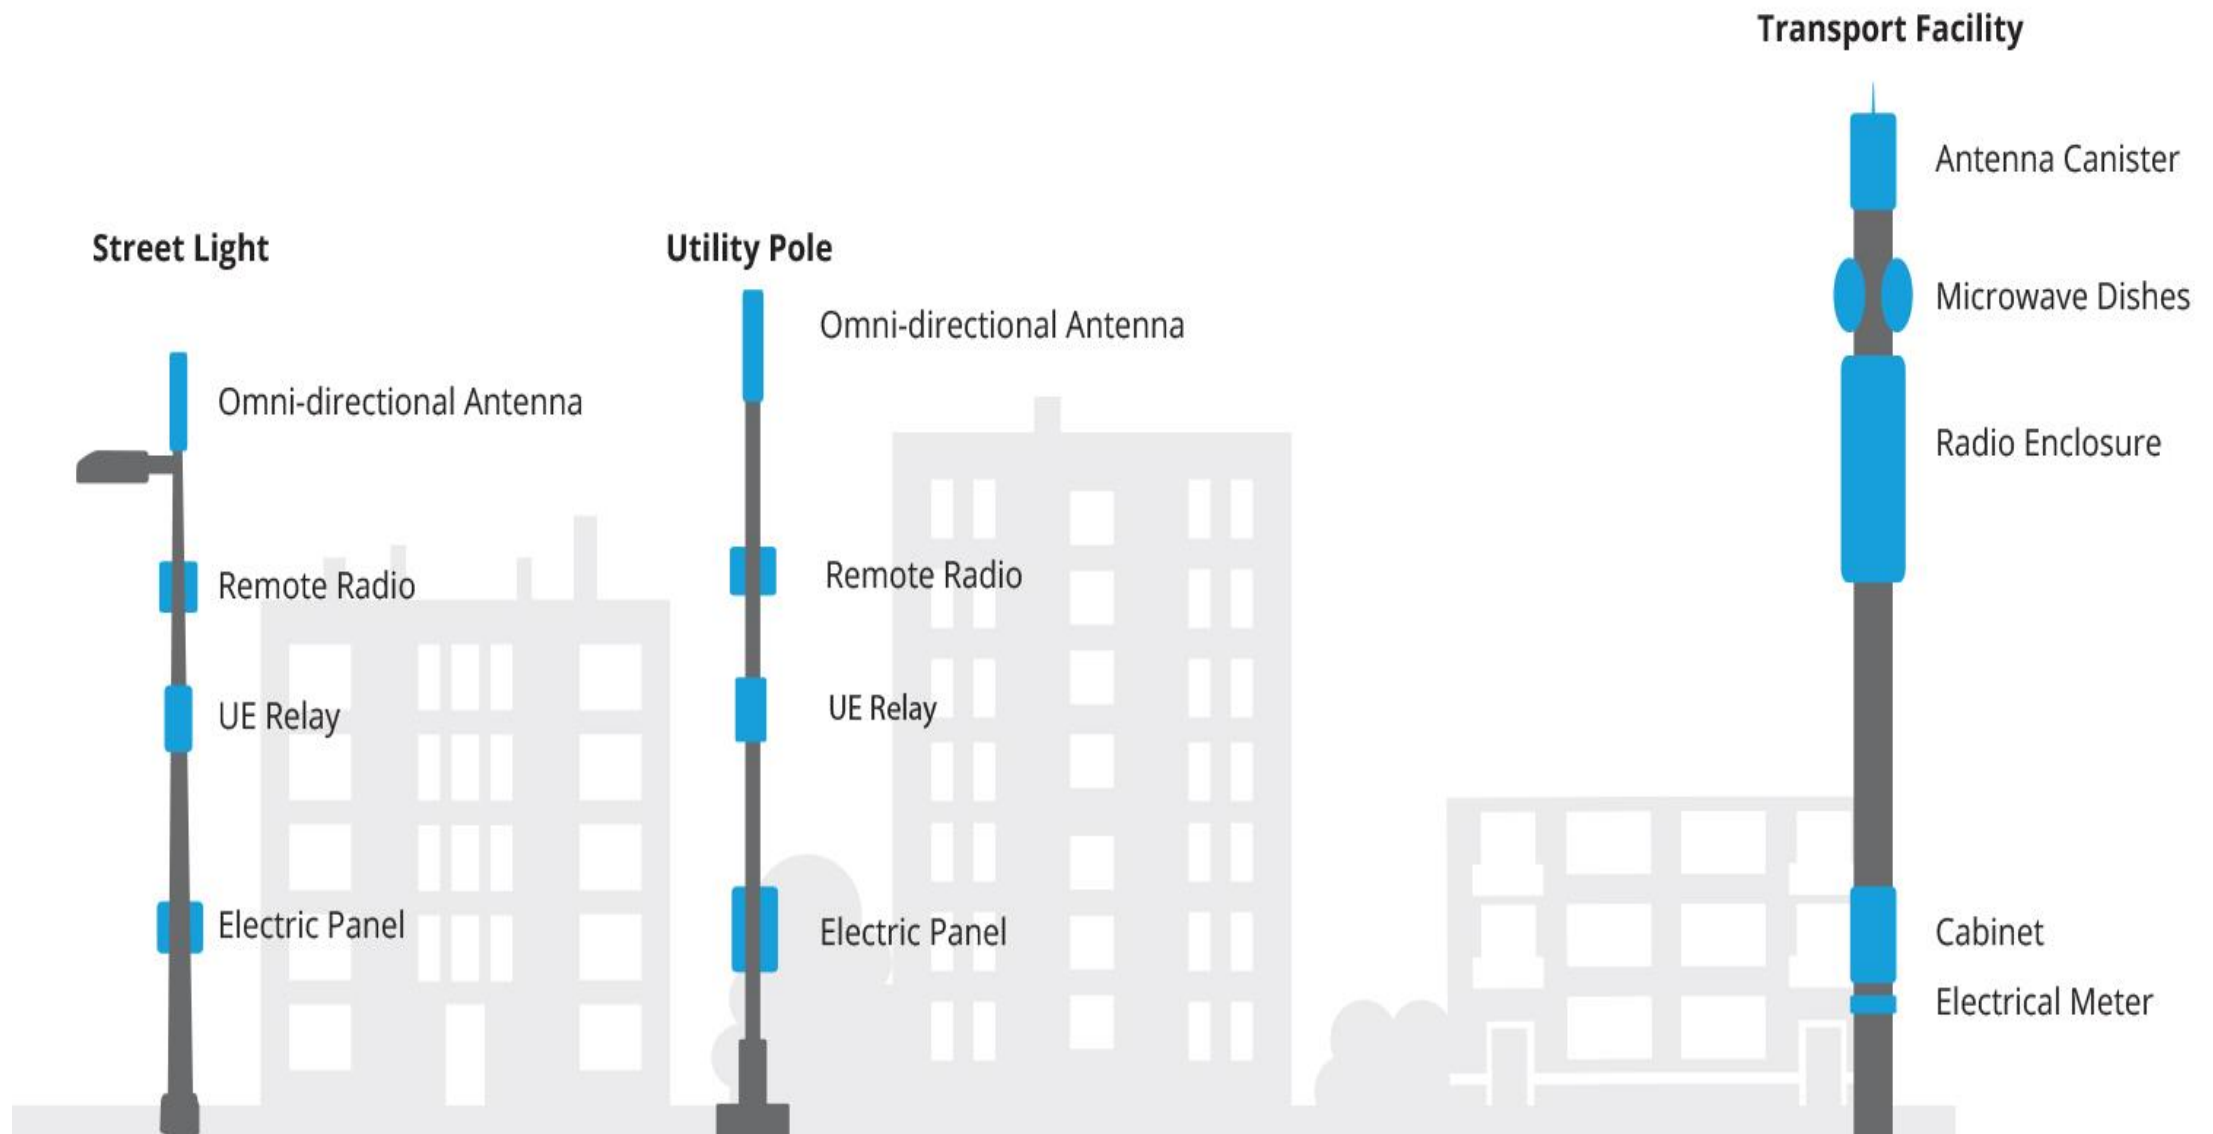 Transport Facility
Antenna Canister
Microwave Dishes
Radio Enclosure
Cabinet
Electrical Meter
Street Light
Omni-directional Antenna
Remote Radio
UE Relay
Electric Panel
Utility Pole
Omni-directional Antenna
Remote Radio
UE Relay
Electric Panel